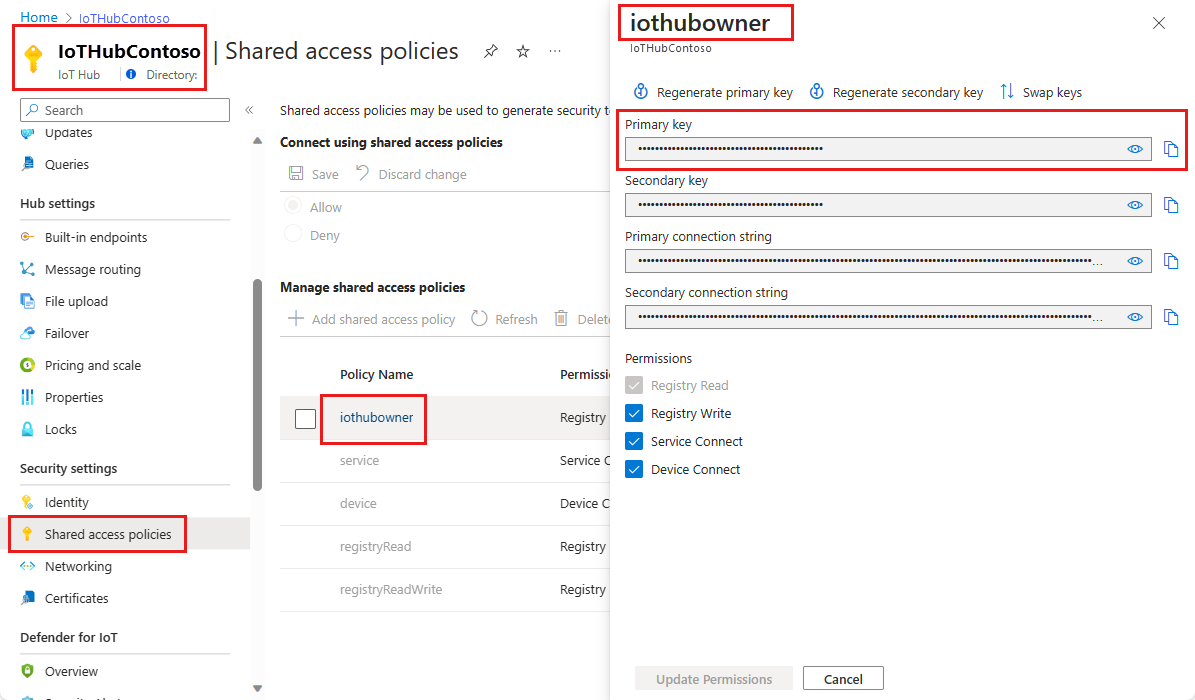 Home > IoTHubContoso
IoTHubContoso | Shared access policies
IoT Hub
Directory:
Search
Updates
Queries
Hub settings
Built-in endpoints
Message routing
File upload
Failover
Pricing and scale
Properties
Locks
Security settings
Identity
Shared access policies
Networking
Certificates
Defender for IoT
Overview
Shared access policies may be used to generate security
Connect using shared access policies
Save
Discard change
Allow
Deny
Manage shared access policies
Add shared access policy
Refresh
Delete
Policy Name
Permissi
iothubowner
Registry
service
Service C
device
Device C
registryRead
Registry
registryReadWrite
Registry
iothubowner
IoTHubContoso
Regenerate primary key
Regenerate secondary key
Swap keys
Primary key
Secondary key
Primary connection string
Secondary connection string
Permissions
Registry Read
Registry Write
Service Connect
Device Connect
Update Permissions
Cancel